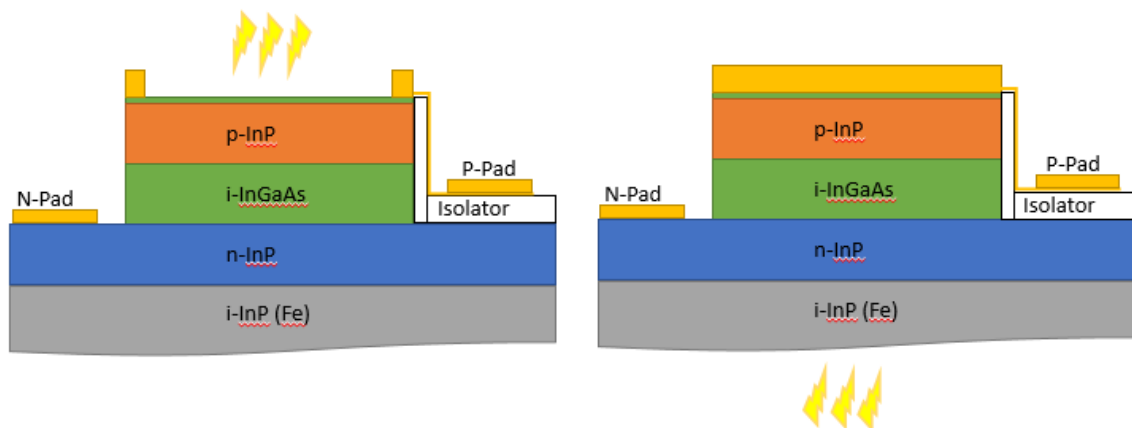 p-InP
i-InGaAs
N-Pad
P-Pad
Isolator
n-InP
i-InP (Fe)
p-InP
i-InGaAs
N-Pad
P-Pad
Isolator
n-InP
i-InP (Fe)